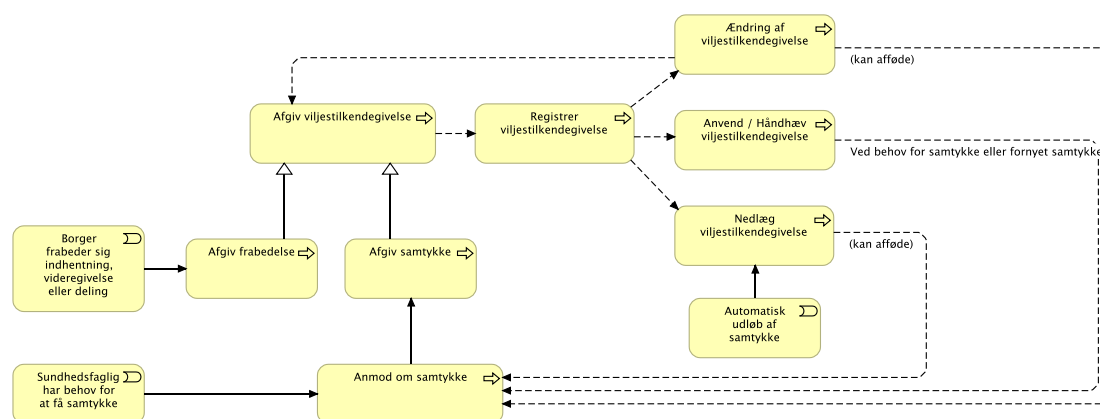 Ændring af
viljestilkendegivelse
(kan afføde)
Afgiv viljestilkendegivelse
Registrer
viljestilkendegivelse
Anvend / Håndhæv
viljestilkendegivelse
Ved behov for samtykke eller fornyet samtykke
Nedlæg
viljestilkendegivelse
(kan afføde)
Borger
frabeder sig
indhentning,
videregivelse
eller deling
Afgiv frabedelse
Afgiv samtykke
Automatisk
udløb af
samtykke
Sundhedsfaglig
har behov for
at få samtykke
Anmod om samtykke